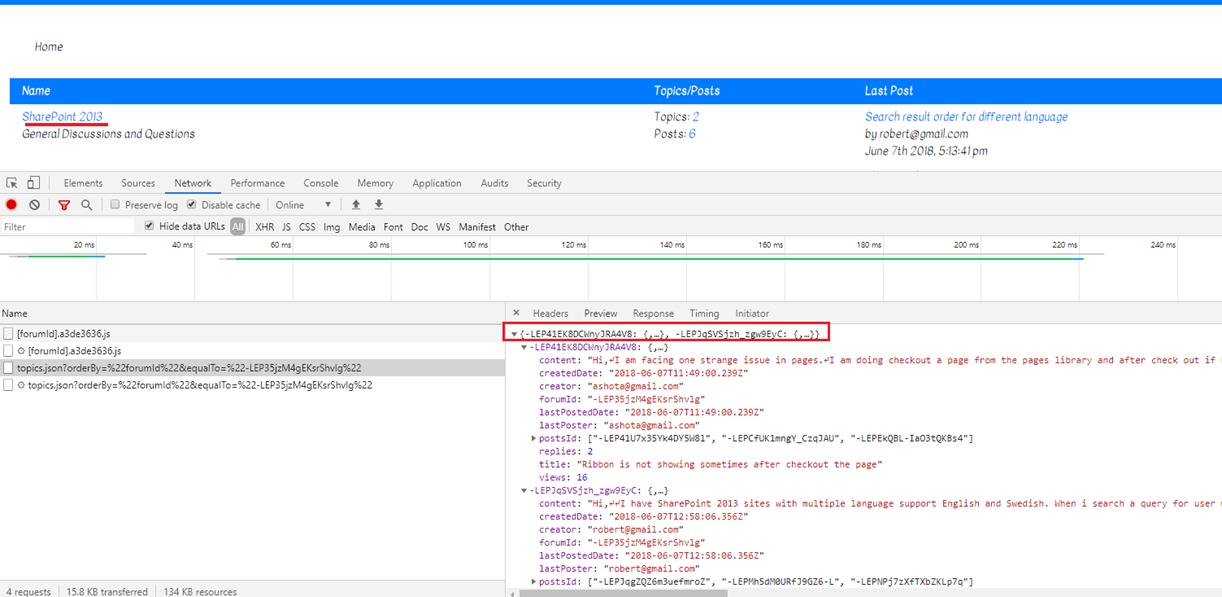 Home
Name Topics/Posts Last Post
SharePoint 2013 Topics: 2 Search result order for different language
General Discussions and Questions Posts: 6 by robert@gmail.com
June 7th 2018, 5:13:41 pm
Elements Sources Network Performance Console Memory Application Audits Security
Preserve log Disable cache Online
Filter Hide data URLs All XHR JS CSS Img Media Font Doc WS Manifest Other
20 ms 40 ms 60 ms 80 ms 100 ms 120 ms 140 ms 160 ms 180 ms 200 ms 220 ms 240 ms
Name
[forumId].a3de3636.js
[forumId].a3de3636.js
topics.json?orderBy=%22forumId%22&equalTo=%22-LEP35jzM4gEKsrShvlg%22
topics.json?orderBy=%22forumId%22&equalTo=%22-LEP35jzM4gEKsrShvlg%22
4 requests 15.8 KB transferred 134 KB resources
× Headers Preview Response Timing Initiator
{-LEP41EK8DCWnyJRA4V8: {,…}, -LEPJqSVSjzh_zgw9EyC: {,…}}
-LEP41EK8DCWnyJRA4V8: {,…}
content: "Hi,↵I am facing one strange issue in pages.↵I am doing checkout a page from the pages library and after check out if
createdDate: "2018-06-07T11:49:00.239Z"
creator: "ashota@gmail.com"
forumId: "-LEP35jzM4gEKsrShvlg"
lastPostedDate: "2018-06-07T11:49:00.239Z"
lastPoster: "ashota@gmail.com"
postsId: ["-LEP41U7x35Yk4DY5W8l", "-LEPCfUK1mngY_CzqJAU", "-LEPEkQBL-IaO3tQKBs4"]
replies: 2
title: "Ribbon is not showing sometimes after checkout the page"
views: 16
-LEPJqSVSjzh_zgw9EyC: {,…}
content: "Hi,↵↵I have SharePoint 2013 sites with multiple language support English and Swedish. When i search a query for user
createdDate: "2018-06-07T12:58:06.356Z"
creator: "robert@gmail.com"
forumId: "-LEP35jzM4gEKsrShvlg"
lastPostedDate: "2018-06-07T12:58:06.356Z"
lastPoster: "robert@gmail.com"
postsId: ["-LEPJqgZQZ6m3uefmroZ", "-LEPMh5dM0URfJ9GZ6-L", "-LEPNPj7zXfTXbZKLp7q"]